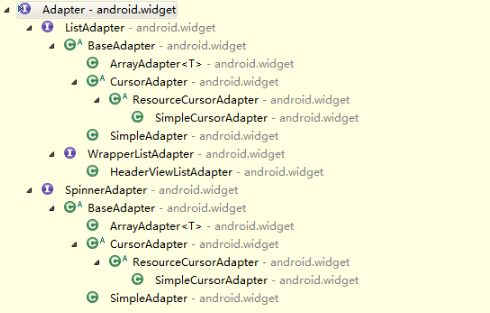 Adapter - android.widget
ListAdapter - android.widget
BaseAdapter - android.widget
ArrayAdapter<T> - android.widget
CursorAdapter - android.widget
ResourceCursorAdapter - android.widget
SimpleCursorAdapter - android.widget
SimpleAdapter - android.widget
WrapperListAdapter - android.widget
HeaderViewListAdapter - android.widget
SpinnerAdapter - android.widget
BaseAdapter - android.widget
ArrayAdapter<T> - android.widget
CursorAdapter - android.widget
ResourceCursorAdapter - android.widget
SimpleCursorAdapter - android.widget
SimpleAdapter - android.widget